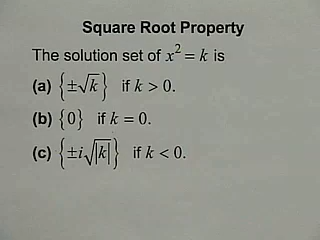 Square Root Property
The solution set of x² = k is
(a) {±√k} if k > 0.
(b) {0} if k = 0.
(c) {±i√|k|} if k < 0.